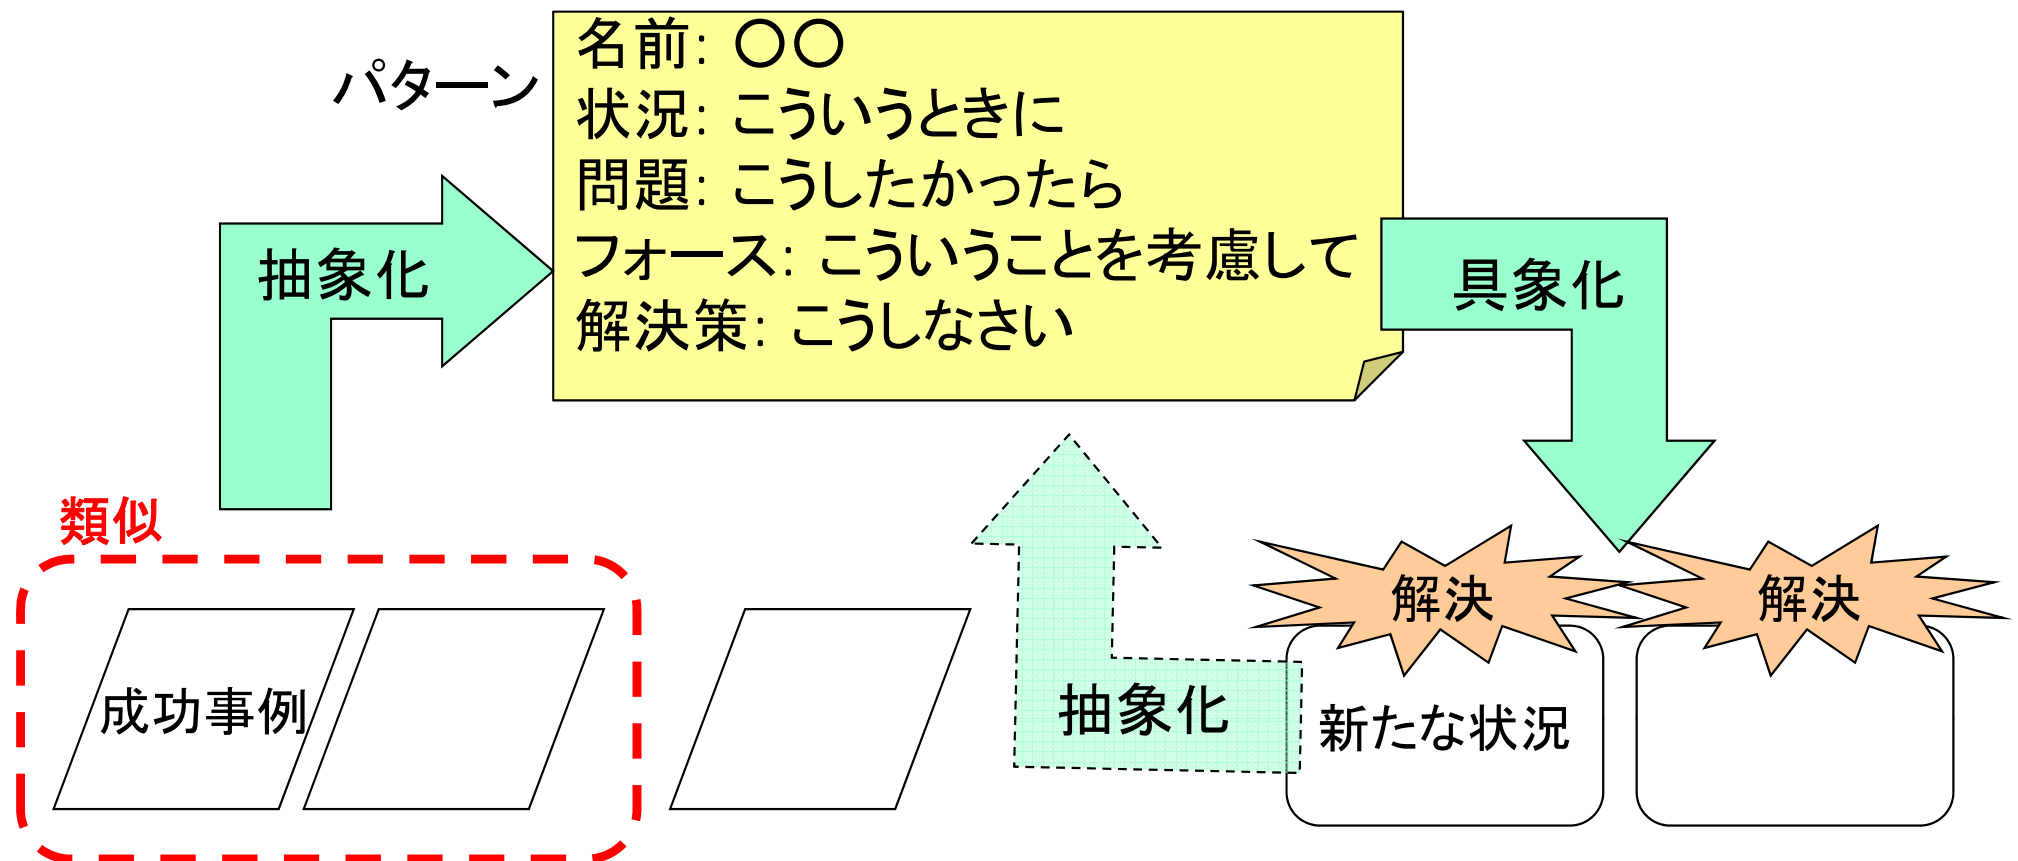 パターン
名前: 〇〇
状況: こういうときに
問題: こうしたかったら
フォース: こういうことを考慮して
解決策: こうしなさい
抽象化
具象化
類似
解決
解決
成功事例
抽象化
新たな状況